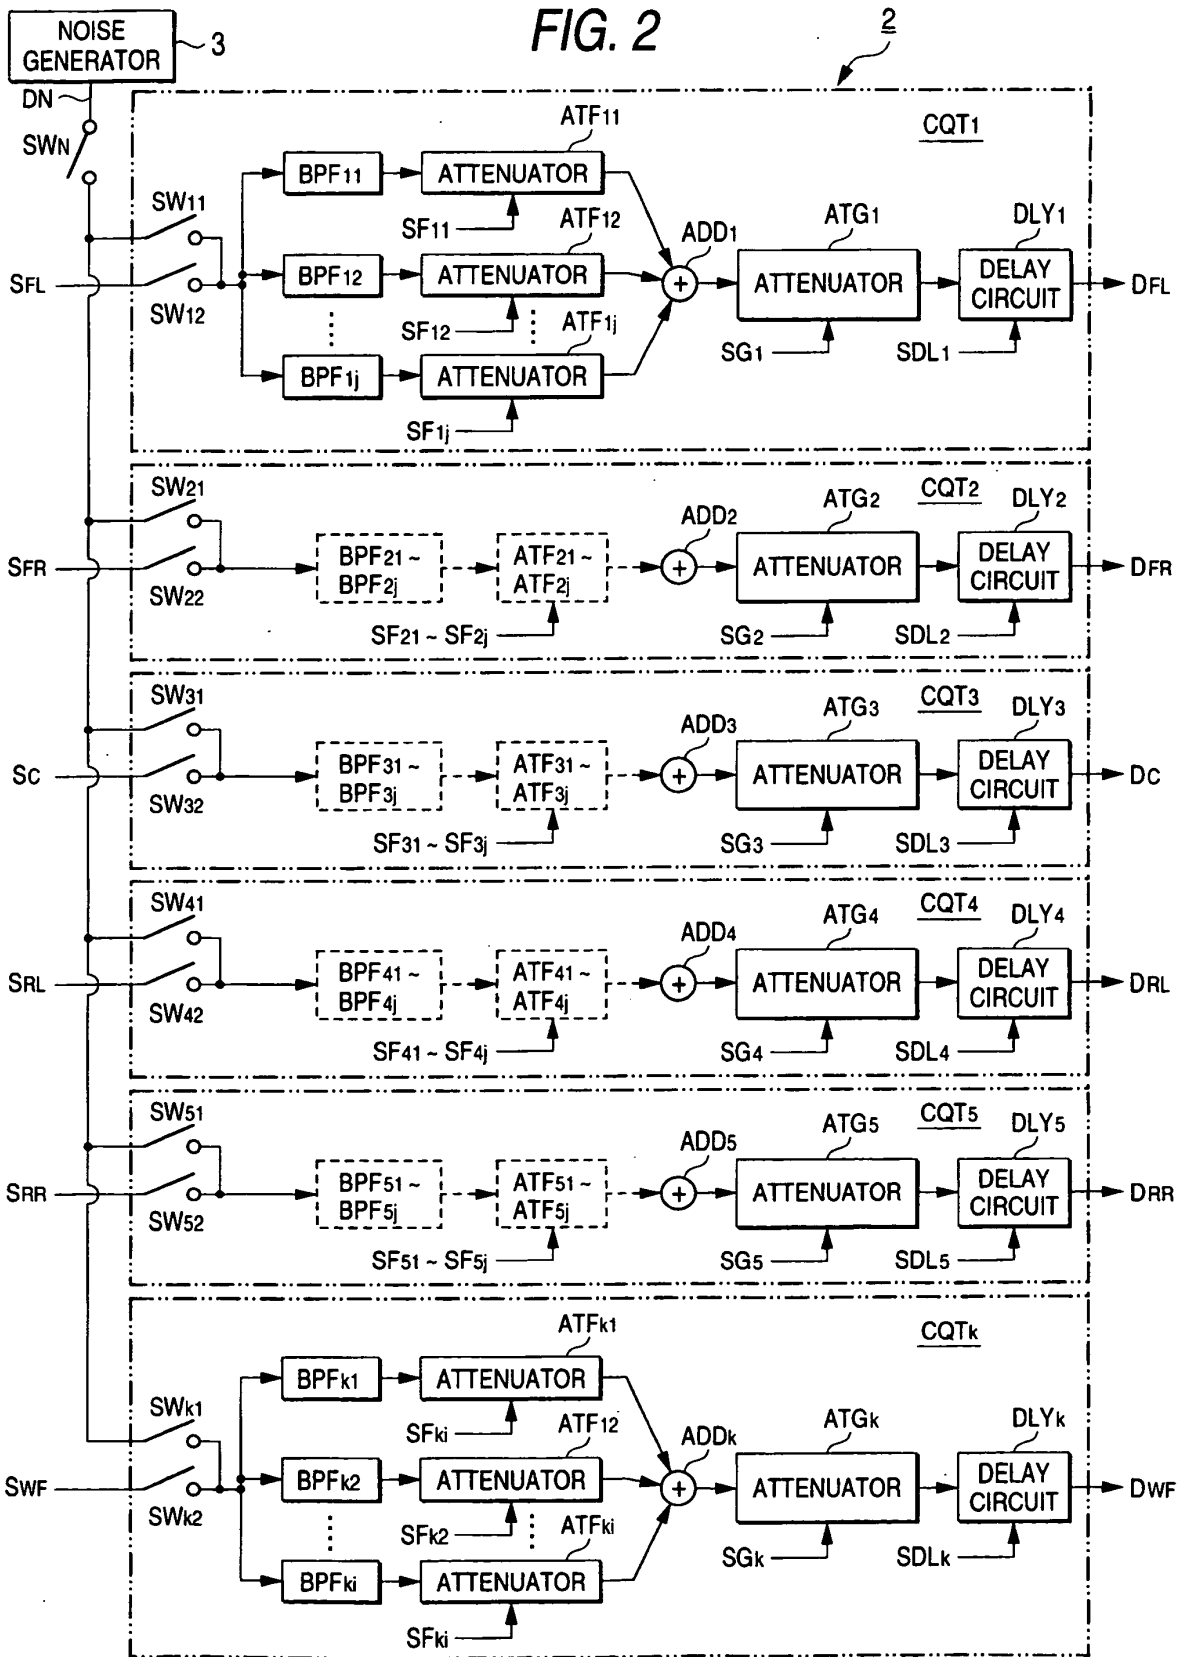 FIG. 2
NOISE
GENERATOR
3
2
DN
SWN
CQT1
ATF11
BPF11
ATTENUATOR
SW11
SF11
ATF12
ADD1
ATG1
DLY1
SFL
BPF12
ATTENUATOR
ATTENUATOR
DELAY
CIRCUIT
DFL
SW12
SF12
ATF1j
SG1
SDL1
BPF1j
ATTENUATOR
SF1j
CQT2
SW21
ADD2
ATG2
DLY2
SFR
BPF21 ~
BPF2j
ATF21 ~
ATF2j
ATTENUATOR
DELAY
CIRCUIT
DFR
SW22
SF21 ~ SF2j
SG2
SDL2
CQT3
SW31
ADD3
ATG3
DLY3
SC
BPF31 ~
BPF3j
ATF31 ~
ATF3j
ATTENUATOR
DELAY
CIRCUIT
DC
SW32
SF31 ~ SF3j
SG3
SDL3
CQT4
SW41
ADD4
ATG4
DLY4
SRL
BPF41 ~
BPF4j
ATF41 ~
ATF4j
ATTENUATOR
DELAY
CIRCUIT
DRL
SW42
SF41 ~ SF4j
SG4
SDL4
CQT5
SW51
ADD5
ATG5
DLY5
SRR
BPF51 ~
BPF5j
ATF51 ~
ATF5j
ATTENUATOR
DELAY
CIRCUIT
DRR
SW52
SF51 ~ SF5j
SG5
SDL5
CQTk
ATFk1
BPFk1
ATTENUATOR
SWk1
SFki
ATF12
ADDk
ATGk
DLYk
SWF
BPFk2
ATTENUATOR
ATTENUATOR
DELAY
CIRCUIT
DWF
SWk2
SFk2
ATFki
SGk
SDLk
BPFki
ATTENUATOR
SFki